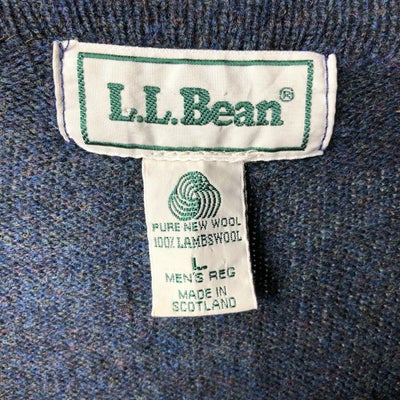 L.L.Bean®
PURE NEW WOOL
100% LAMBSWOOL
L
MEN'S REG
MADE IN
SCOTLAND